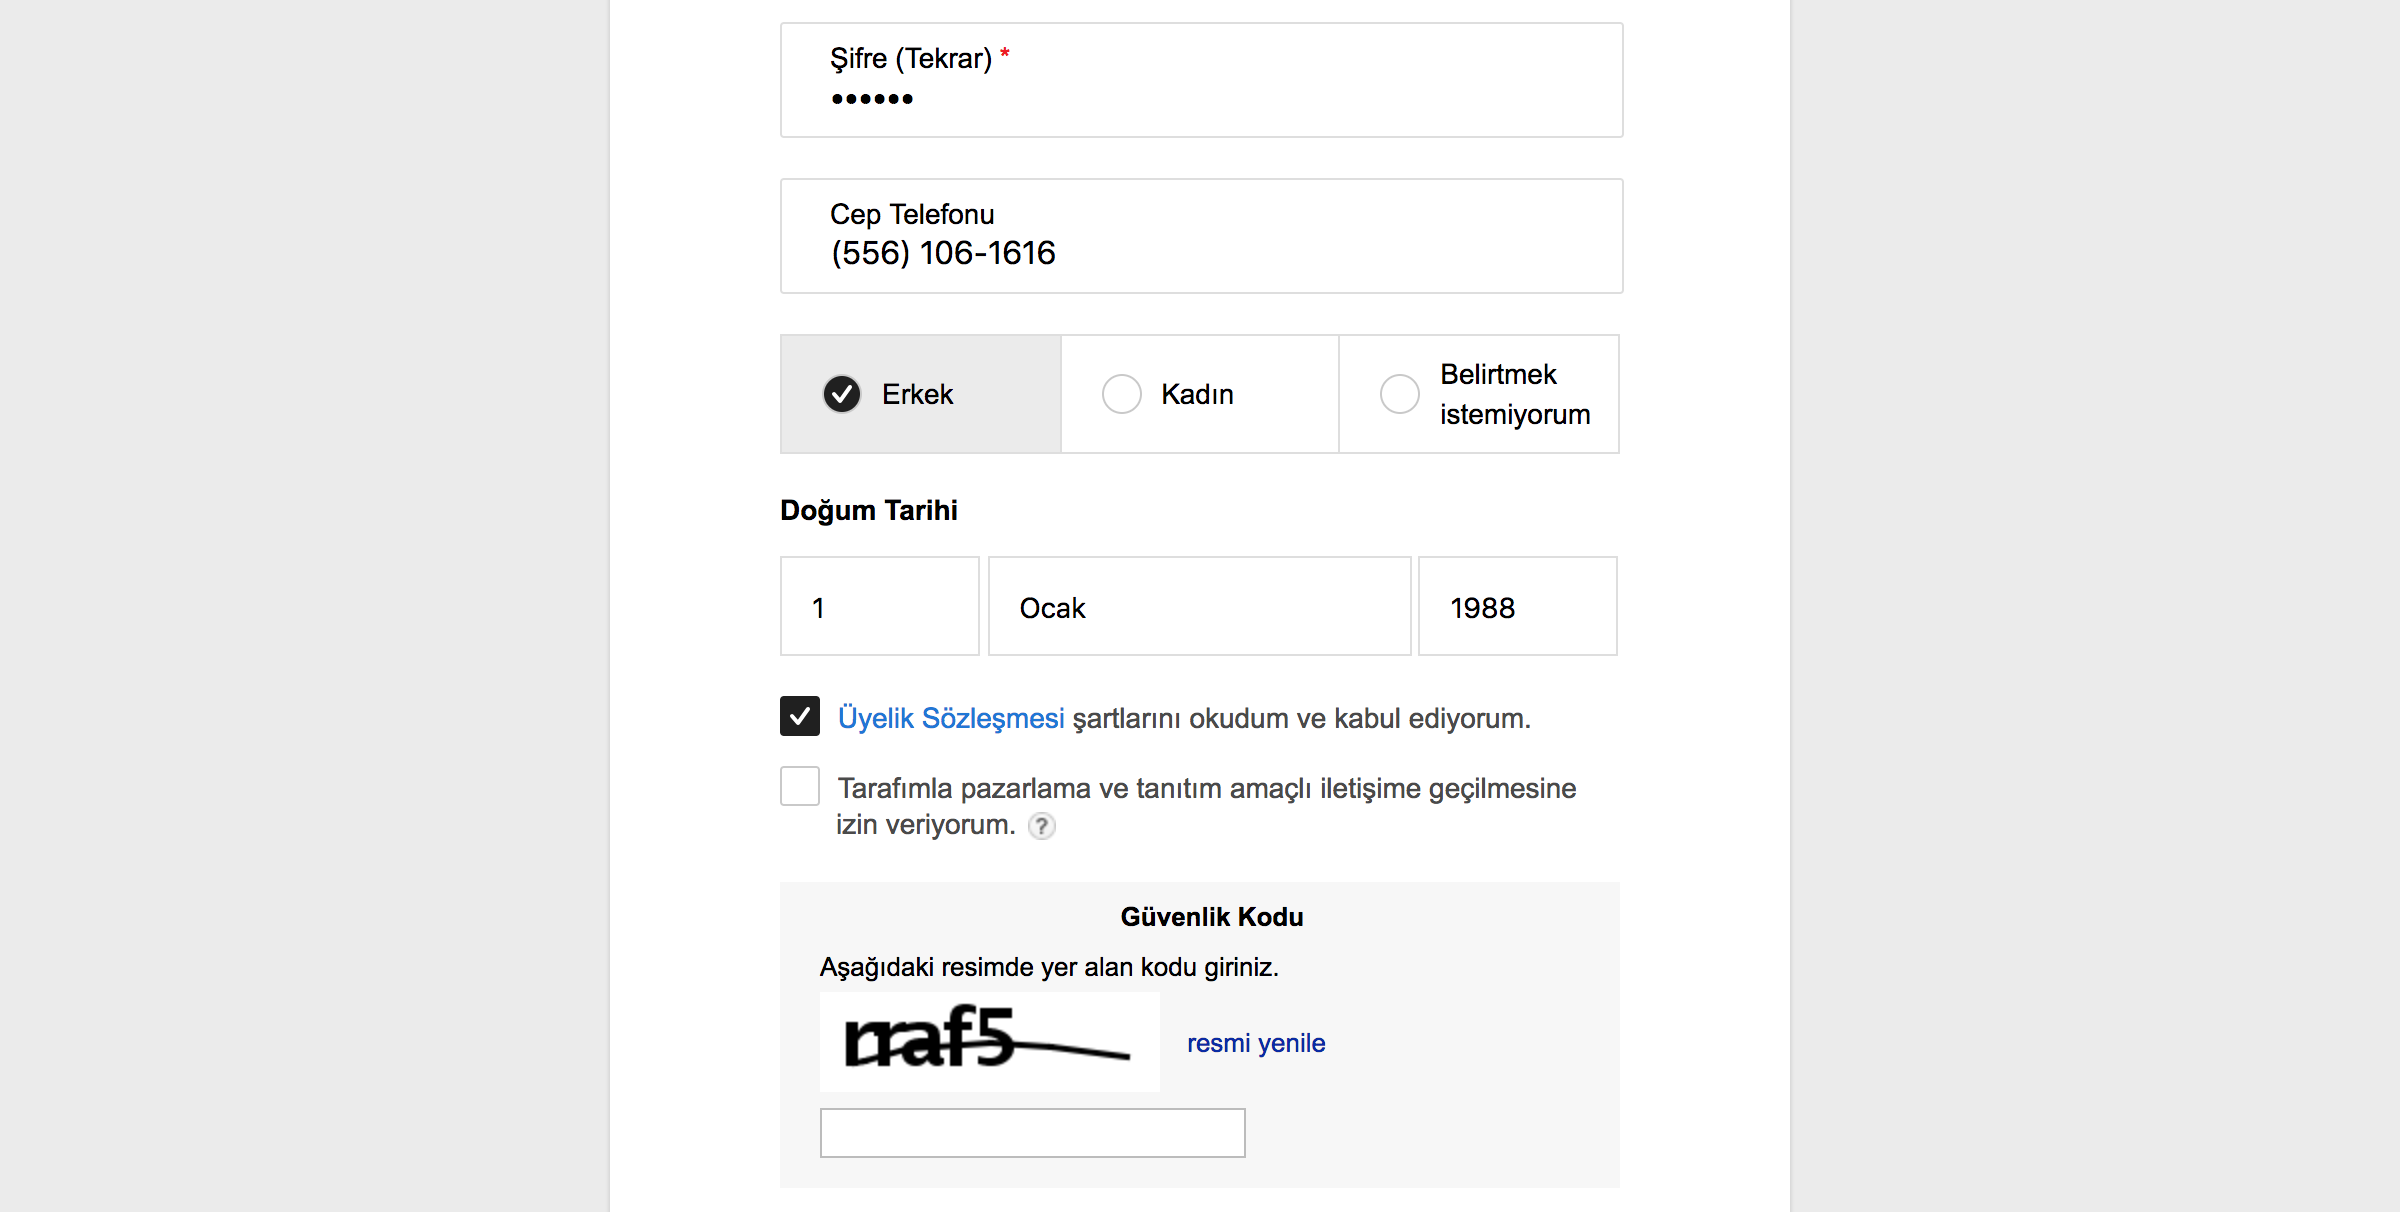 Şifre (Tekrar) *
••••••
Cep Telefonu
(556) 106-1616
Erkek
Kadın
Belirtmek
istemiyorum
Doğum Tarihi
1
Ocak
1988
Üyelik Sözleşmesi şartlarını okudum ve kabul ediyorum.
Tarafımla pazarlama ve tanıtım amaçlı iletişime geçilmesine
izin veriyorum. ?
Güvenlik Kodu
Aşağıdaki resimde yer alan kodu giriniz.
resmi yenile